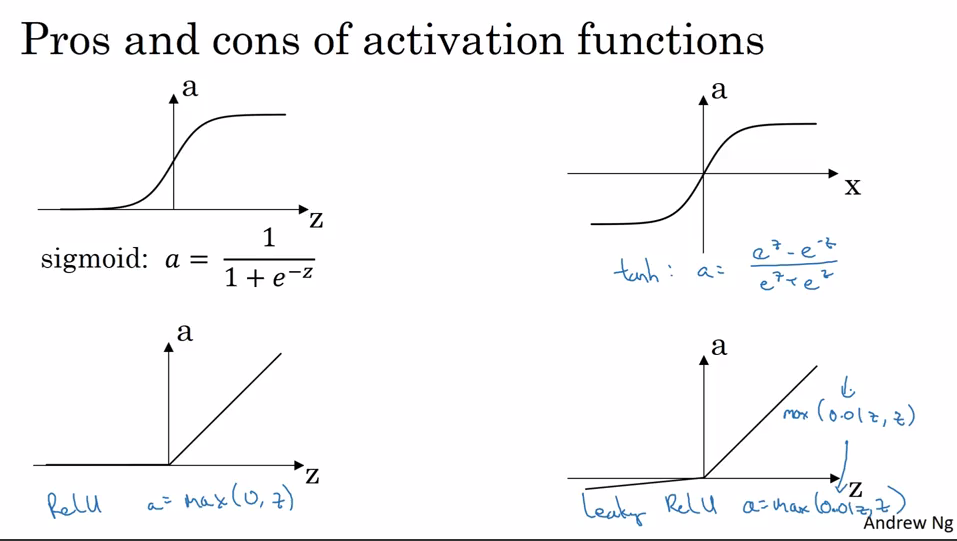 Pros and cons of activation functions
a
z
sigmoid: a = 1 / (1 + e^{-z})
a
x
tanh: a = (e^z - e^{-z}) / (e^z + e^z)
a
z
ReLU a = max(0, z)
a
max(0.01z, z)
z
Leaky ReLU a=max(0.01z, z)
Andrew Ng